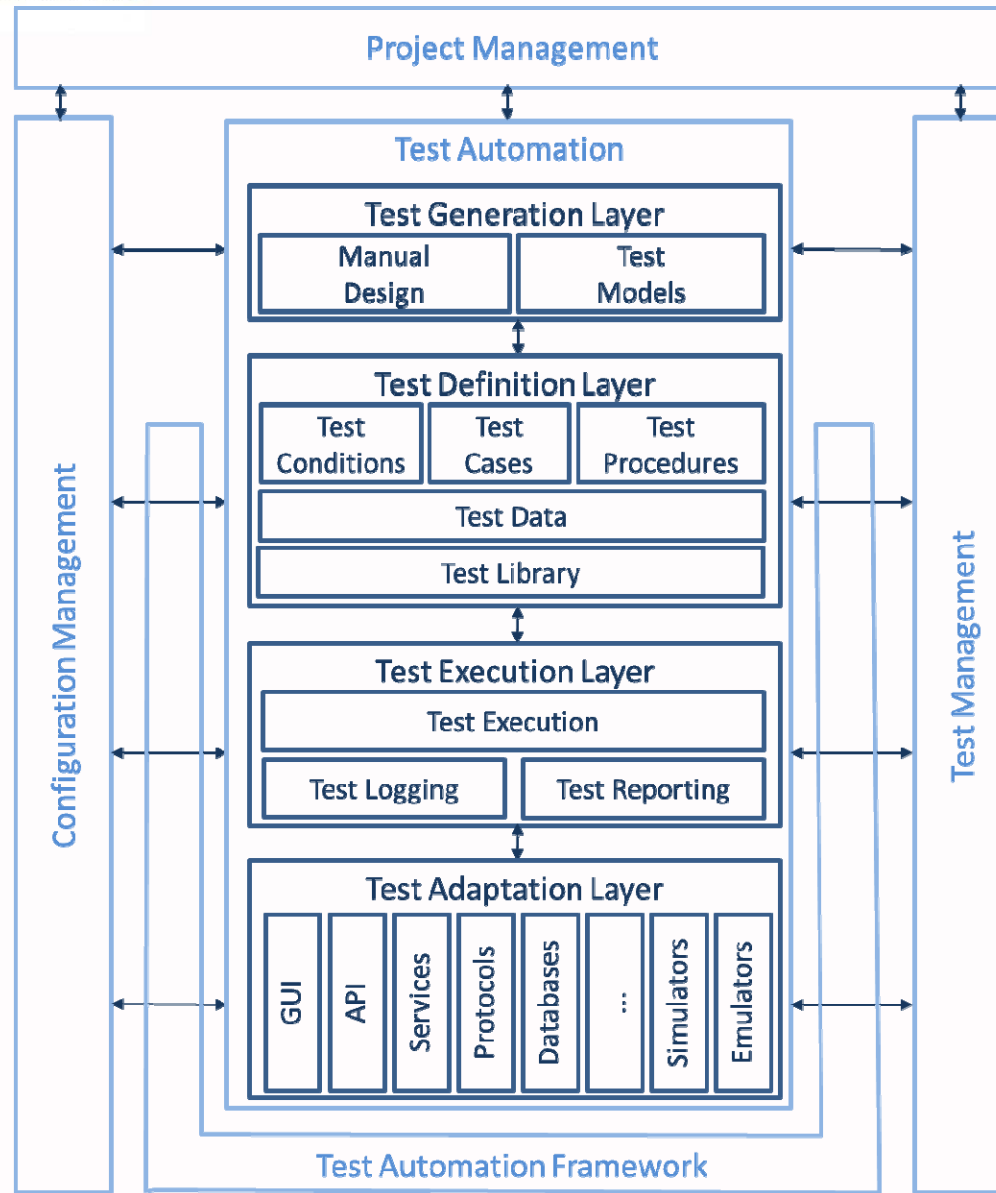 Project Management
Test Automation
Test Generation Layer
Manual
Design
Test
Models
Test Definition Layer
Test
Conditions
Test
Cases
Test
Procedures
Test Data
Test Library
Test Execution Layer
Test Execution
Test Logging
Test Reporting
Test Adaptation Layer
GUI
API
Services
Protocols
Databases
...
Simulators
Emulators
Configuration Management
Test Management
Test Automation Framework